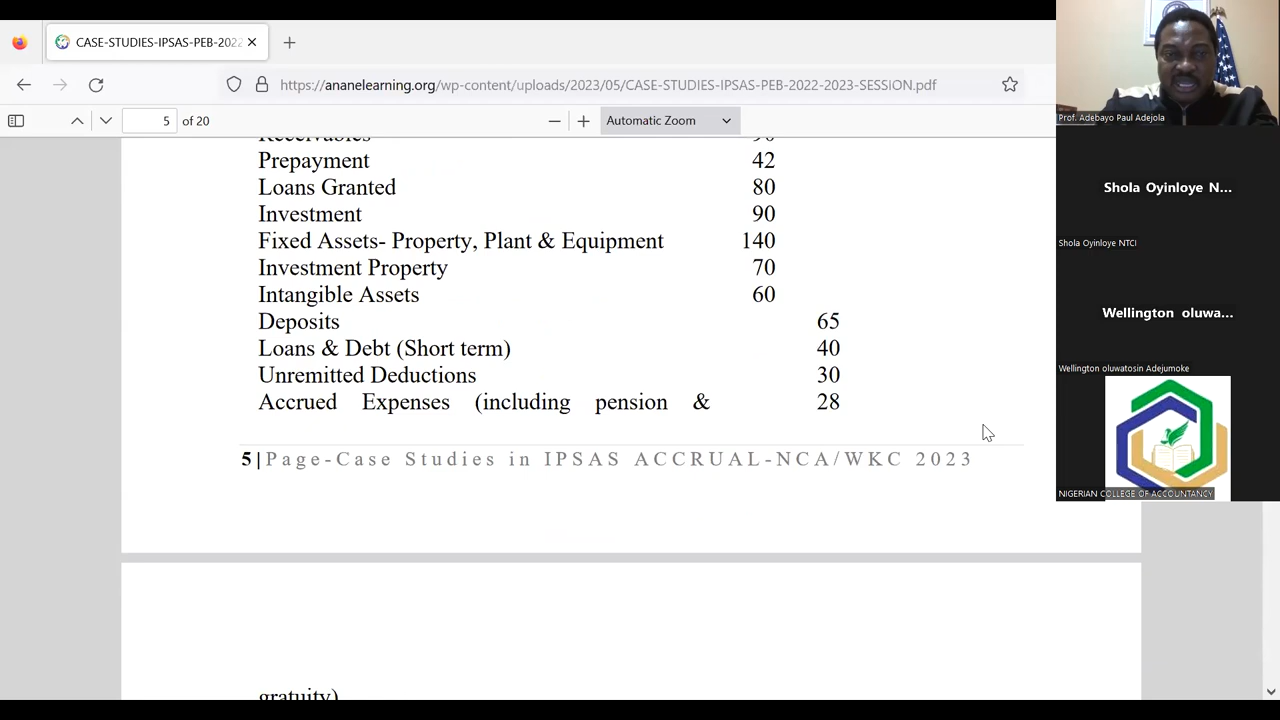 CASE-STUDIES-IPSAS-PEB-2022
https://ananelearning.org/wp-content/uploads/2023/05/CASE-STUDIES-IPSAS-PEB-2022-2023-SESSION.pdf
5 of 20
Automatic Zoom
Receivables 90
Prepayment 42
Loans Granted 80
Investment 90
Fixed Assets- Property, Plant & Equipment 140
Investment Property 70
Intangible Assets 60
Deposits 65
Loans & Debt (Short term) 40
Unremitted Deductions 30
Accrued Expenses (including pension & 28
5|Page-Case Studies in IPSAS ACCRUAL-NCA/WKC 2023
gratuity)
Prof. Adebayo Paul Adejola
Shola Oyinloye N...
Shola Oyinloye NTCI
Wellington oluwa...
Wellington oluwatosin Adejumoke
NIGERIAN COLLEGE OF ACCOUNTANCY